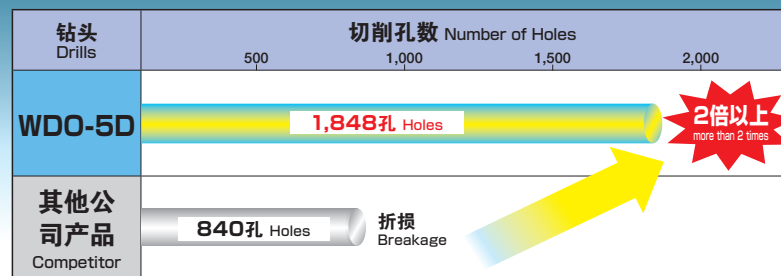 钻头
Drills
切削孔数 Number of Holes
500 1,000 1,500 2,000
WDO-5D
1,848孔 Holes
2倍以上
more than 2 times
其他公
司产品
Competitor
840孔 Holes
折损
Breakage